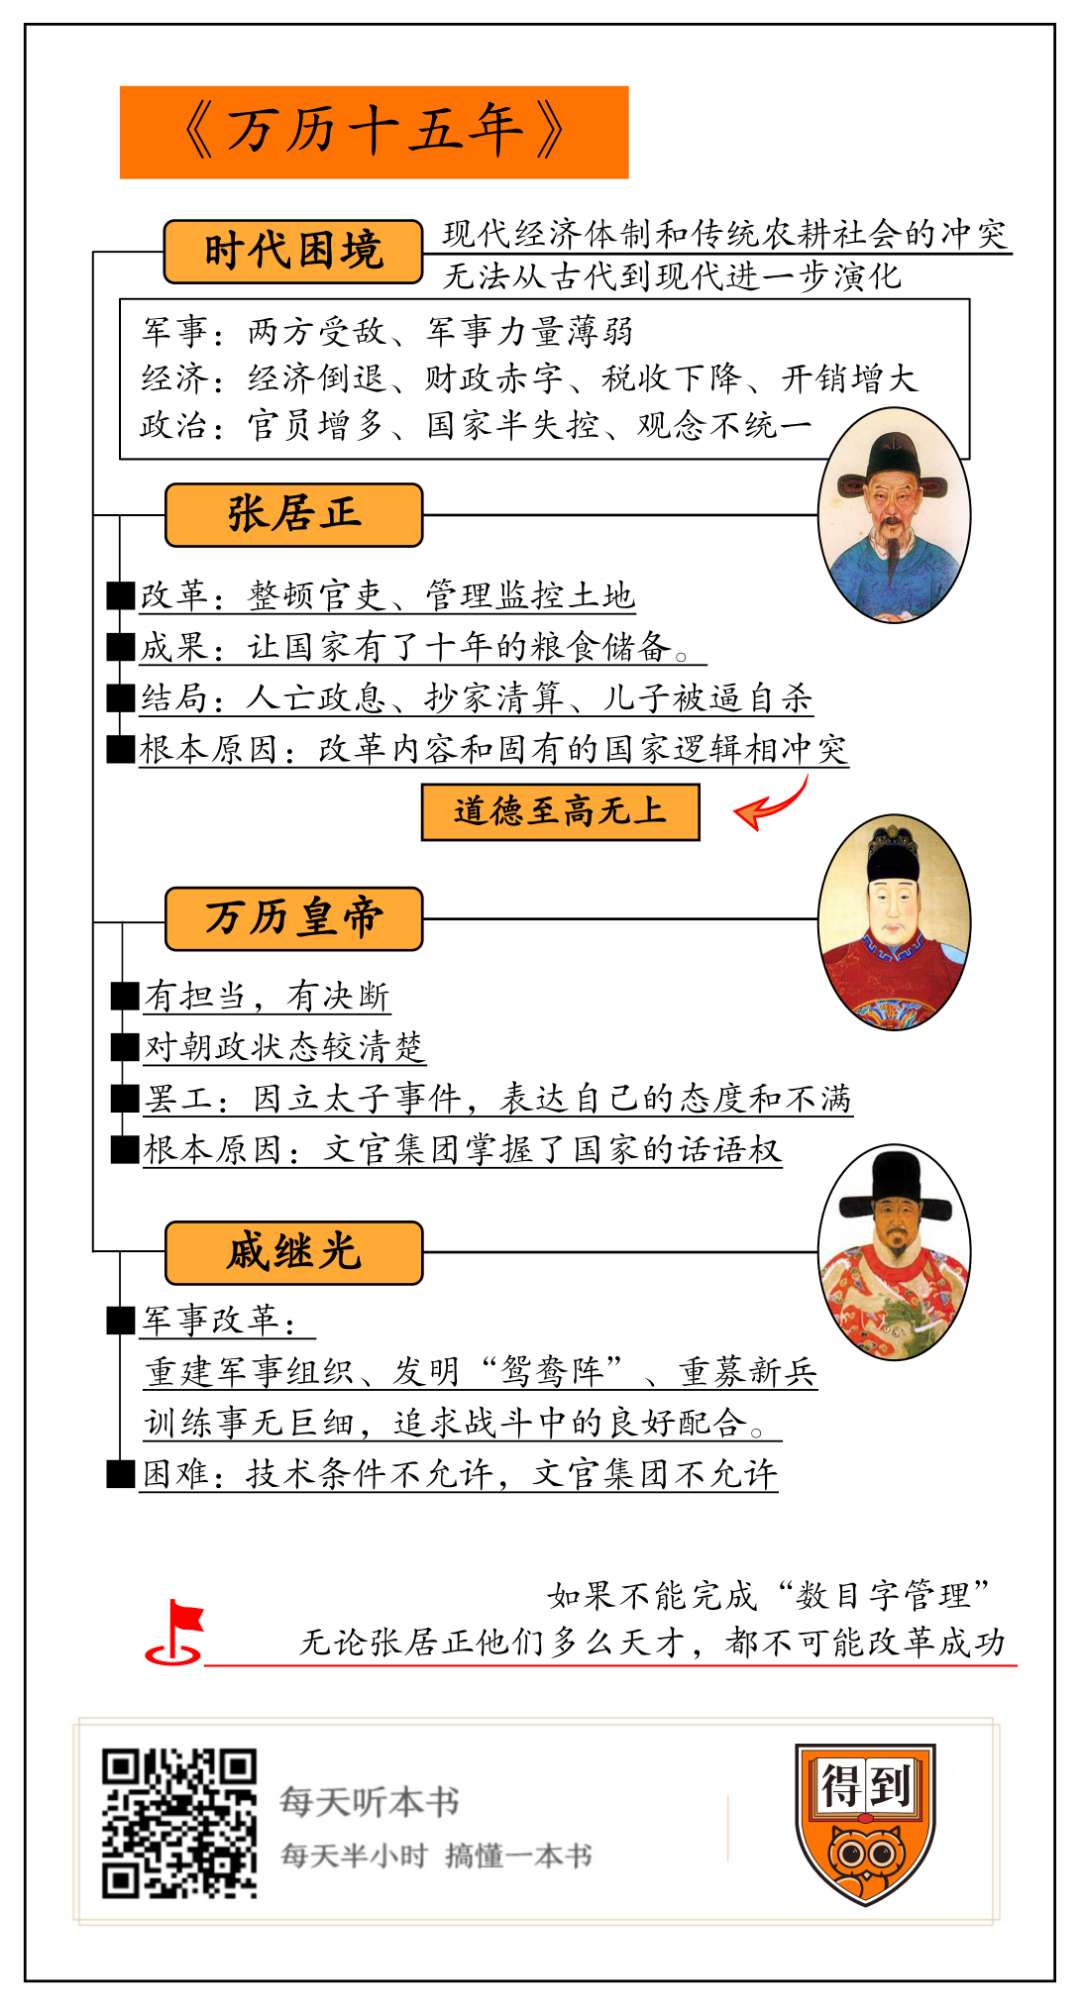 《万历十五年》
时代困境
现代经济体制和传统农耕社会的冲突
无法从古代到现代进一步演化
军事：两方受敌、军事力量薄弱
经济：经济倒退、财政赤字、税收下降、开销增大
政治：官员增多、国家半失控、观念不统一
张居正
改革：整顿官吏、管理监控土地
成果：让国家有了十年的粮食储备。
结局：人亡政息、抄家清算、儿子被逼自杀
根本原因：改革内容和固有的国家逻辑相冲突
道德至高无上
万历皇帝
有担当，有决断
对朝政状态较清楚
罢工：因立太子事件，表达自己的态度和不满
根本原因：文官集团掌握了国家的话语权
戚继光
军事改革：
重建军事组织、发明“鸳鸯阵”、重募新兵
训练事无巨细，追求战斗中的良好配合。
困难：技术条件不允许，文官集团不允许
如果不能完成“数目字管理”
无论张居正他们多么天才，都不可能改革成功
每天听本书
每天半小时 搞懂一本书
得到